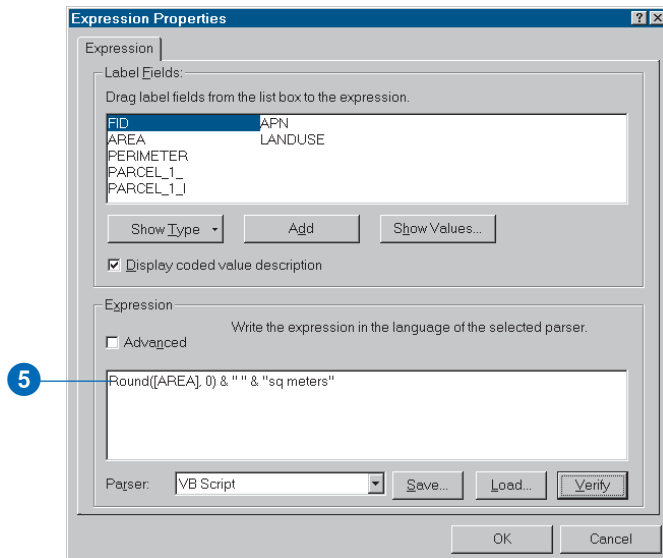 Expression Properties
Expression
Label Fields:
Drag label fields from the list box to the expression.
FID APN
AREA LANDUSE
PERIMETER
PARCEL_1_
PARCEL_1_I
Show Type Add Show Values...
Display coded value description
Expression
Write the expression in the language of the selected parser.
Advanced
5
Round([AREA], 0) & " " & "sq meters"
Parser: VB Script Save... Load... Verify
OK Cancel